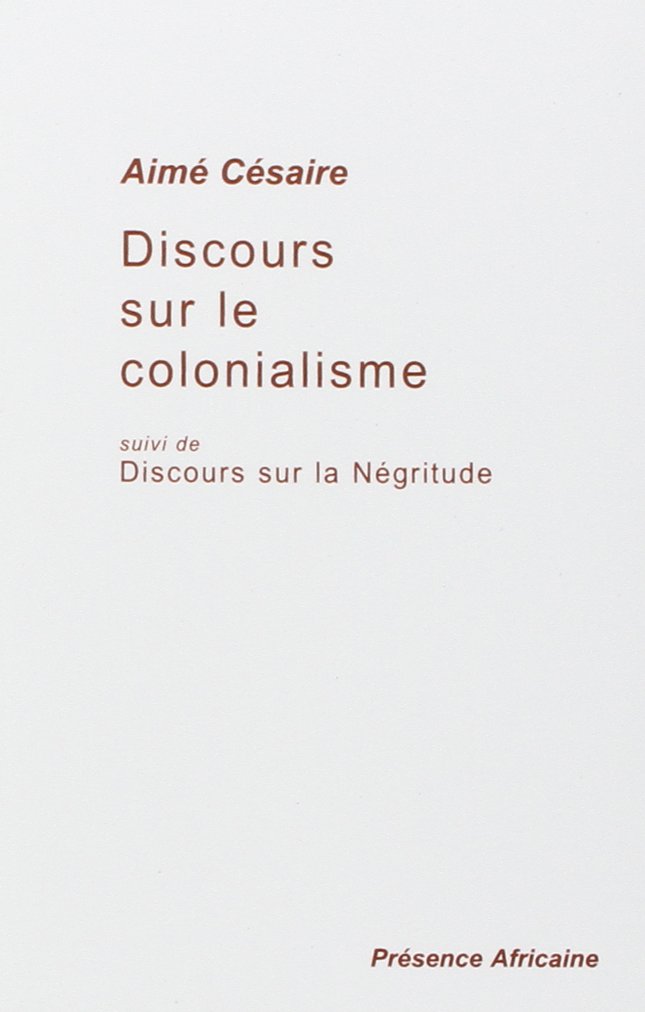 Aimé Césaire
Discours
sur le
colonialisme
suivi de
Discours sur la Négritude
Présence Africaine